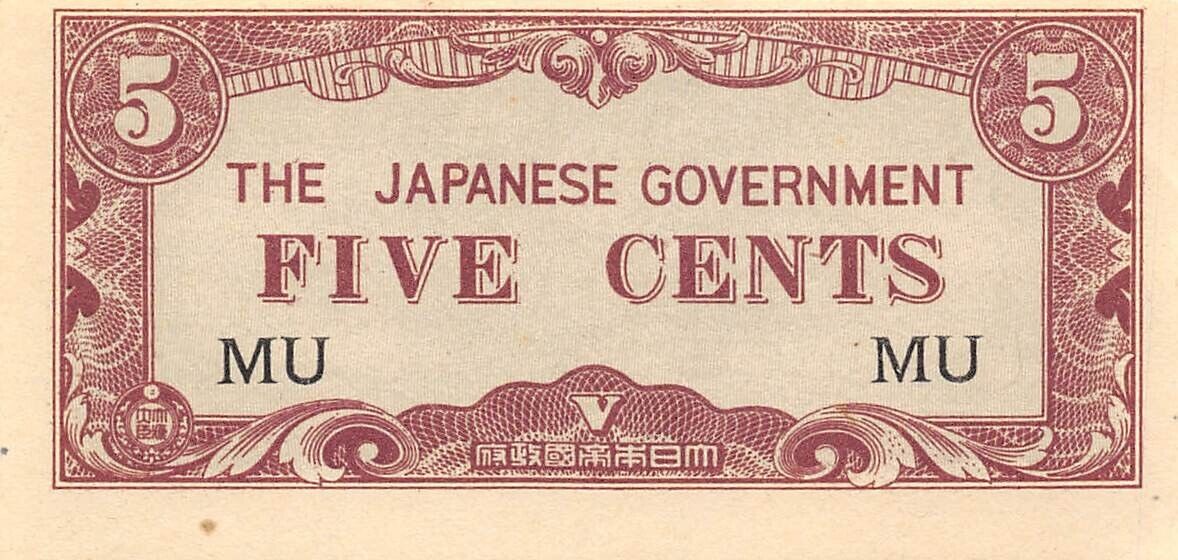 5 5
THE JAPANESE GOVERNMENT
FIVE CENTS
MU MU
V
府政國帝本日大